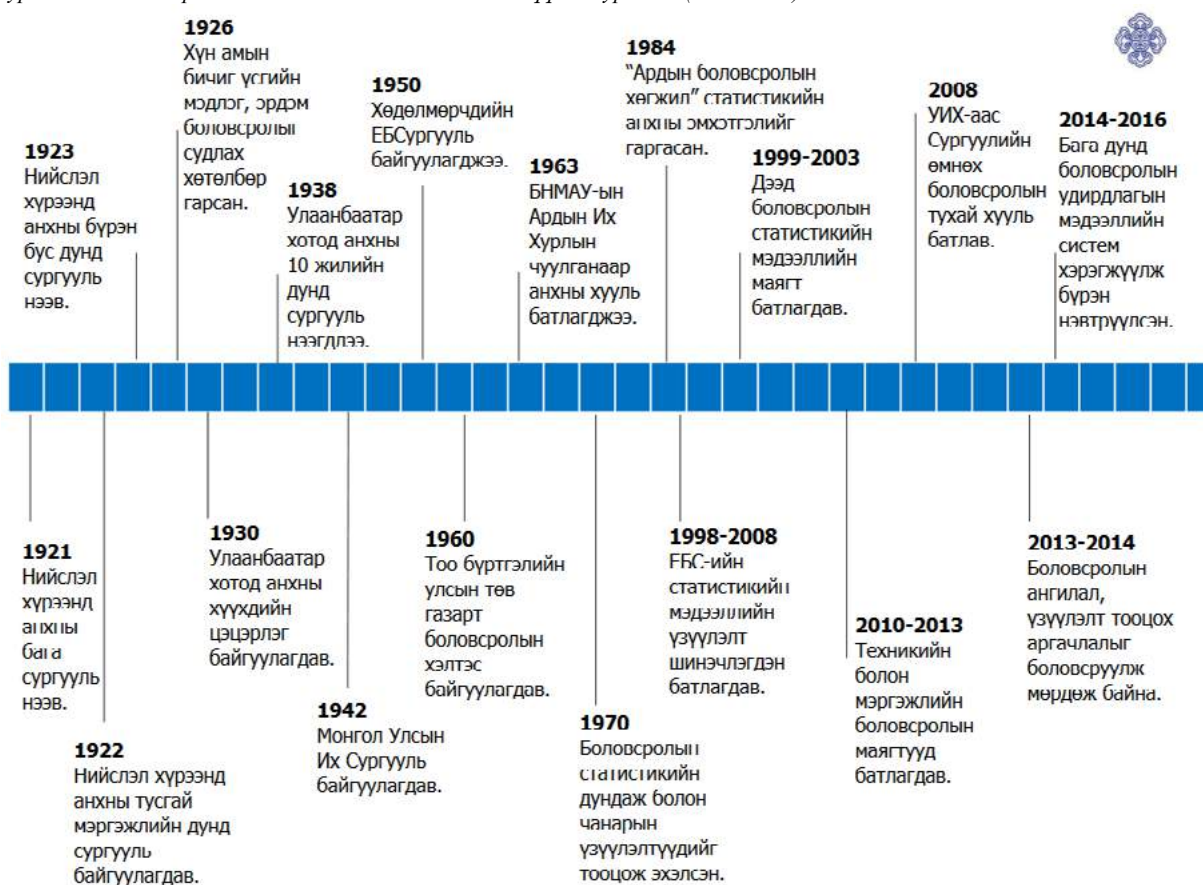 1926
Хүн амын
бичиг үсгийн
мэдлэг, эрдэм
боловсролыг
судлах
хөтөлбөр
гарсан.
1984
"Ардын боловсролын
хөгжил" статистикийн
анхны эмхэтгэлийг
гаргасан.
1950
Хөдөлмөрчдийн
ЕБСургууль
байгуулагджээ.
2008
УИХ-аас
Сургуулийн
өмнөх
боловсролын
тухай хууль
батлав.
2014-2016
Бага дунд
боловсролын
удирдлагын
мэдээллийн
систем
хэрэгжүүлж
бүрэн
нэвтрүүлсэн.
1923
Нийслэл
хүрээнд
анхны бүрэн
бус дунд
сургууль
нээв.
1938
Улаанбаатар
хотод анхны
10 жилийн
дунд
сургууль
нээгдлээ.
1963
БНМАУ-ын
Ардын Их
Хурлын
чуулганаар
анхны хууль
батлагджээ.
1999-2003
Дээд
боловсролын
статистикийн
мэдээллийн
маягт
батлагдав.
1921
Нийслэл
хүрээнд
анхны
бага
сургууль
нээв.
1930
Улаанбаатар
хотод анхны
хүүхдийн
цэцэрлэг
байгуулагдав.
1960
Тоо бүртгэлийн
улсын төв
газарт
боловсролын
хэлтэс
байгуулагдав.
1998-2008
ЕБС-ийн
статистикийн
мэдээллийн
үзүүлэлт
шинэчлэгдэн
батлагдав.
2013-2014
Боловсролын
ангилал,
үзүүлэлт тооцох
аргачлалыг
боловсруулж
мөрдөж байна.
2010-2013
Техникийн
болон
мэргэжлийн
боловсролын
маягтууд
батлагдав.
1942
Монгол Улсын
Их Сургууль
байгуулагдав.
1970
Боловсролын
статистикийн
дундаж болон
чанарын
үзүүлэлтүүдийг
тооцож эхэлсэн.
1922
Нийслэл хүрээнд
анхны тусгай
мэргэжлийн дунд
сургууль
байгуулагдав.